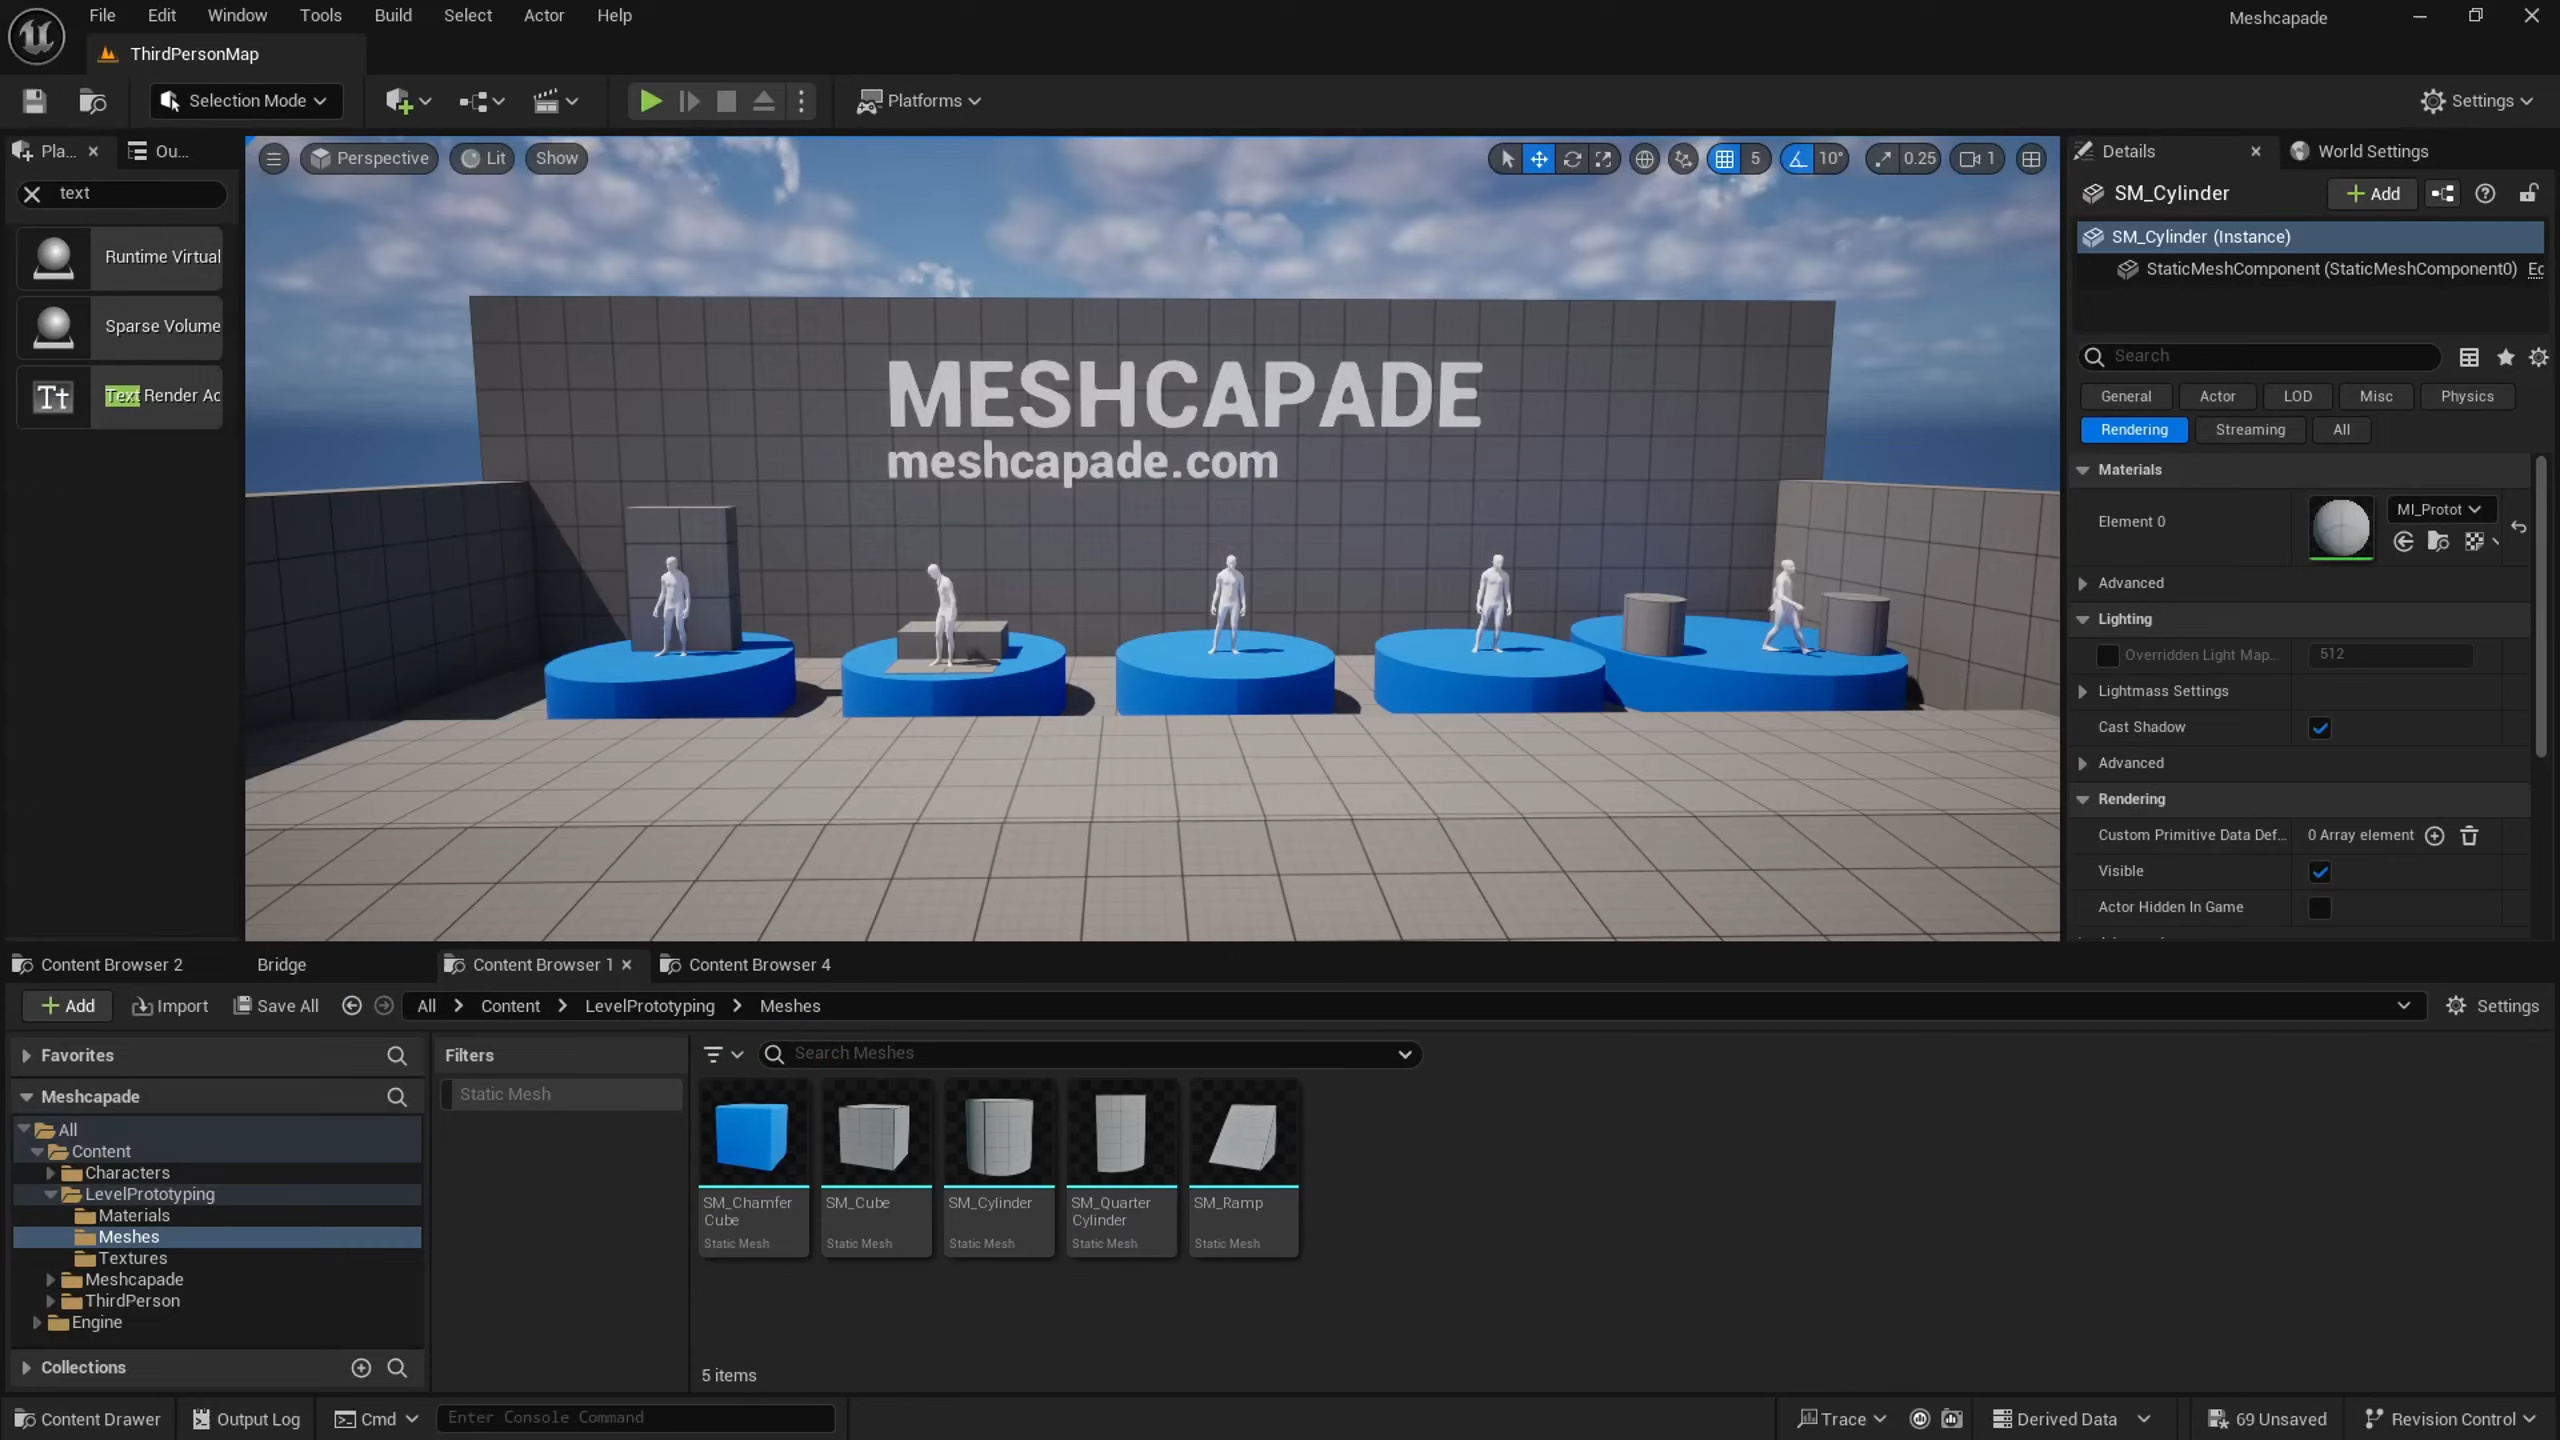 File Edit Window Tools Build Select Actor Help
Meshcapade
ThirdPersonMap
Selection Mode
Platforms
Settings
Pla...
Ou...
text
Runtime Virtual
Sparse Volume
Tt
Text Render Ac
Perspective
Lit
Show
5
10°
0.25
1
MESHCAPADE
meshcapade.com
Details
World Settings
SM_Cylinder
Add
SM_Cylinder (Instance)
StaticMeshComponent (StaticMeshComponent0) Ec
Search
General Actor LOD Misc Physics
Rendering Streaming All
Materials
Element 0
MI_Protot
Advanced
Lighting
Overridden Light Map...
512
Lightmass Settings
Cast Shadow
Advanced
Rendering
Custom Primitive Data Def...
0 Array element
Visible
Actor Hidden In Game
Content Browser 2
Bridge
Content Browser 1
Content Browser 4
Add
Import
Save All
All > Content > LevelPrototyping > Meshes
Settings
Favorites
Meshcapade
All
Content
Characters
LevelPrototyping
Materials
Meshes
Textures
Meshcapade
ThirdPerson
Engine
Collections
Filters
Static Mesh
Search Meshes
SM_Chamfer
Cube
Static Mesh
SM_Cube
Static Mesh
SM_Cylinder
Static Mesh
SM_Quarter
Cylinder
Static Mesh
SM_Ramp
Static Mesh
5 items
Content Drawer
Output Log
Cmd
Enter Console Command
Trace
Derived Data
69 Unsaved
Revision Control